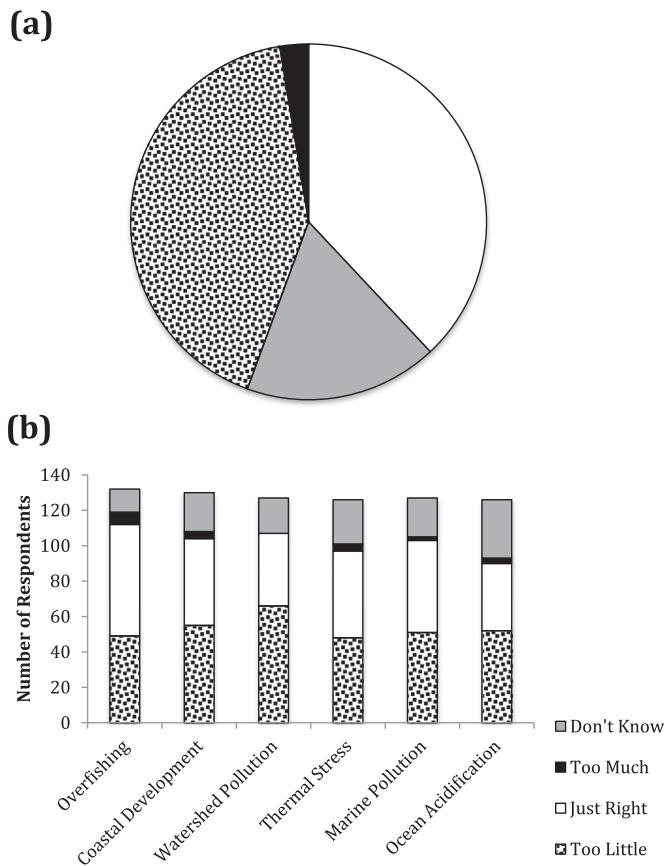 (a)
(b)
Number of Respondents
140
120
100
80
60
40
20
0
Overfishing
Coastal Development
Watershed Pollution
Thermal Stress
Marine Pollution
Ocean Acidification
Don't Know
Too Much
Just Right
Too Little